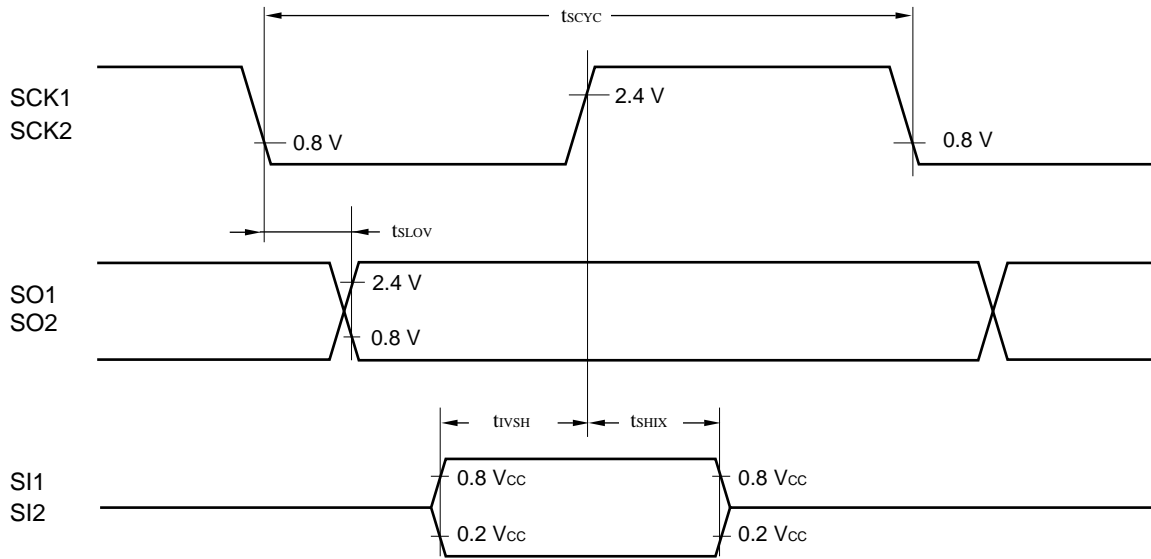 tSCYC
SCK1
SCK2
2.4 V
0.8 V
0.8 V
tSLOV
SO1
SO2
2.4 V
0.8 V
tIVSH
tSHIX
SI1
SI2
0.8 VCC
0.8 VCC
0.2 VCC
0.2 VCC